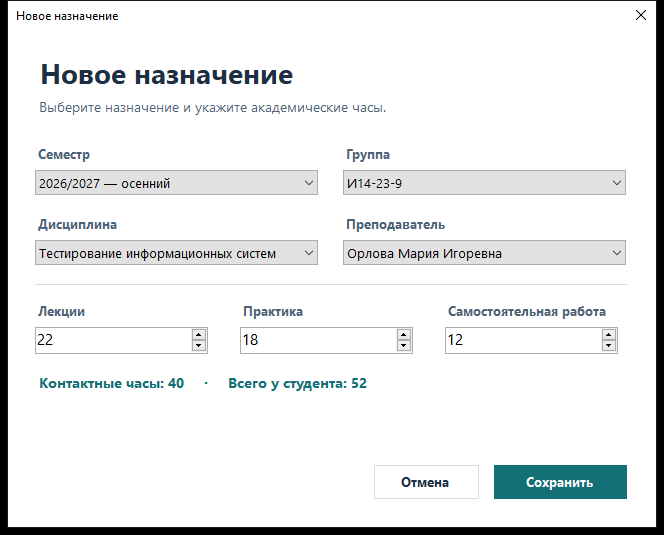 Новое назначение
Новое назначение
Выберите назначение и укажите академические часы.
Семестр Группа
2026/2027 — осенний И14-23-9
Дисциплина Преподаватель
Тестирование информационных систем Орлова Мария Игоревна
Лекции Практика Самостоятельная работа
22 18 12
Контактные часы: 40 · Всего у студента: 52
Отмена Сохранить